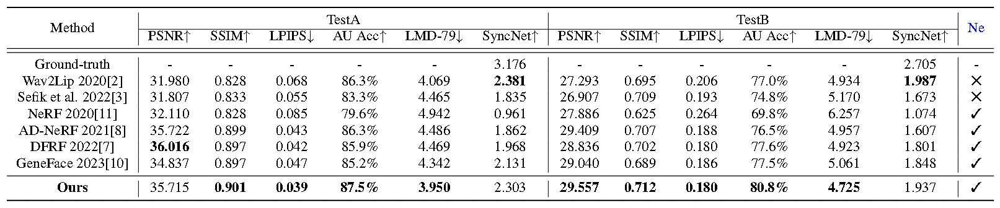 Method TestA TestB Ne
PSNR↑ SSIM↑ LPIPS↓ AU Acc↑ LMD-79↓ SyncNet↑ PSNR↑ SSIM↑ LPIPS↓ AU Acc↑ LMD-79↓ SyncNet↑
Ground-truth - - - - - 3.176 - - - - - 2.705 -
Wav2Lip 2020[2] 31.980 0.828 0.068 86.3% 4.069 2.381 27.293 0.695 0.206 77.0% 4.934 1.987 ✕
Sefik et al. 2022[3] 31.807 0.833 0.055 83.3% 4.465 1.835 26.907 0.709 0.193 74.8% 5.170 1.673 ✕
NeRF 2020[11] 32.110 0.828 0.085 79.6% 4.942 0.961 27.886 0.625 0.264 69.8% 6.257 1.074 ✓
AD-NeRF 2021[8] 35.722 0.899 0.043 86.3% 4.486 1.862 29.409 0.707 0.188 76.5% 4.957 1.607 ✓
DFRF 2022[7] 36.016 0.897 0.042 85.9% 4.469 1.968 28.836 0.702 0.180 77.6% 4.923 1.801 ✓
GeneFace 2023[10] 34.837 0.897 0.047 85.2% 4.342 2.131 29.040 0.689 0.186 77.5% 5.061 1.848 ✓
Ours 35.715 0.901 0.039 87.5% 3.950 2.303 29.557 0.712 0.180 80.8% 4.725 1.937 ✓